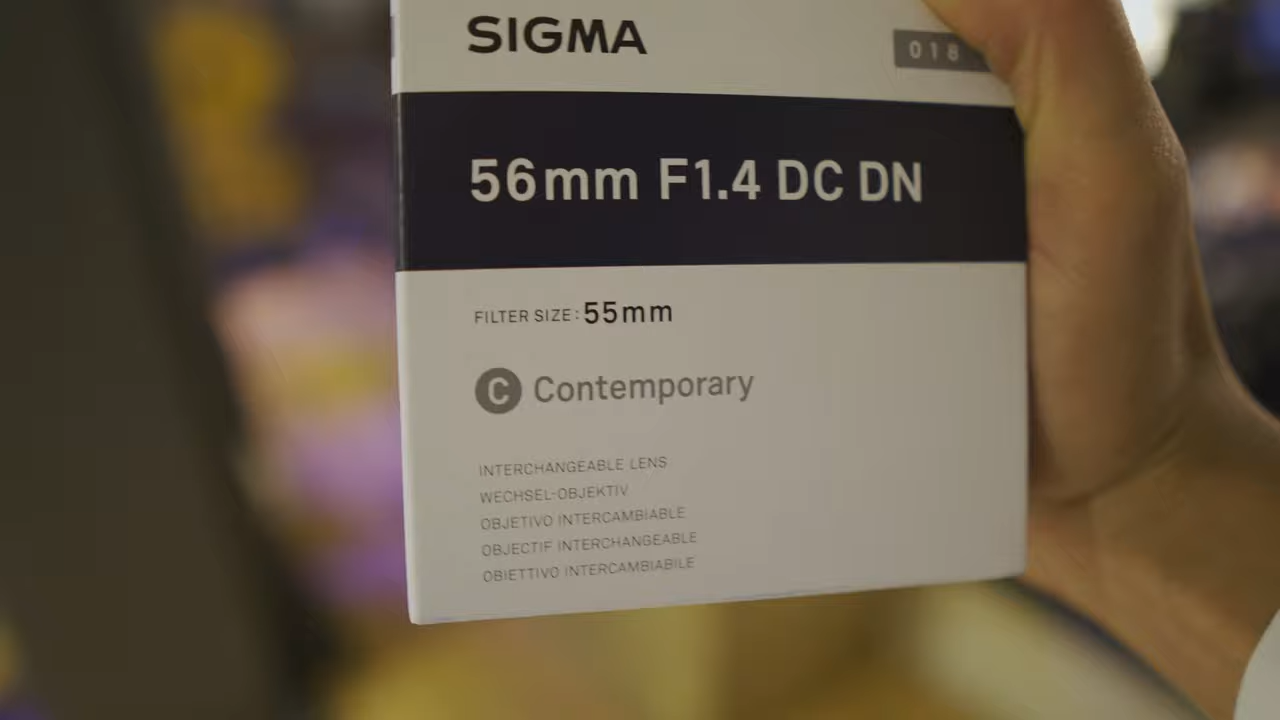 SIGMA
018
56mm F1.4 DC DN
FILTER SIZE: 55mm
C Contemporary
INTERCHANGEABLE LENS
WECHSEL-OBJEKTIV
OBJETIVO INTERCAMBIABLE
OBJECTIF INTERCHANGEABLE
OBIETTIVO INTERCAMBIABILE